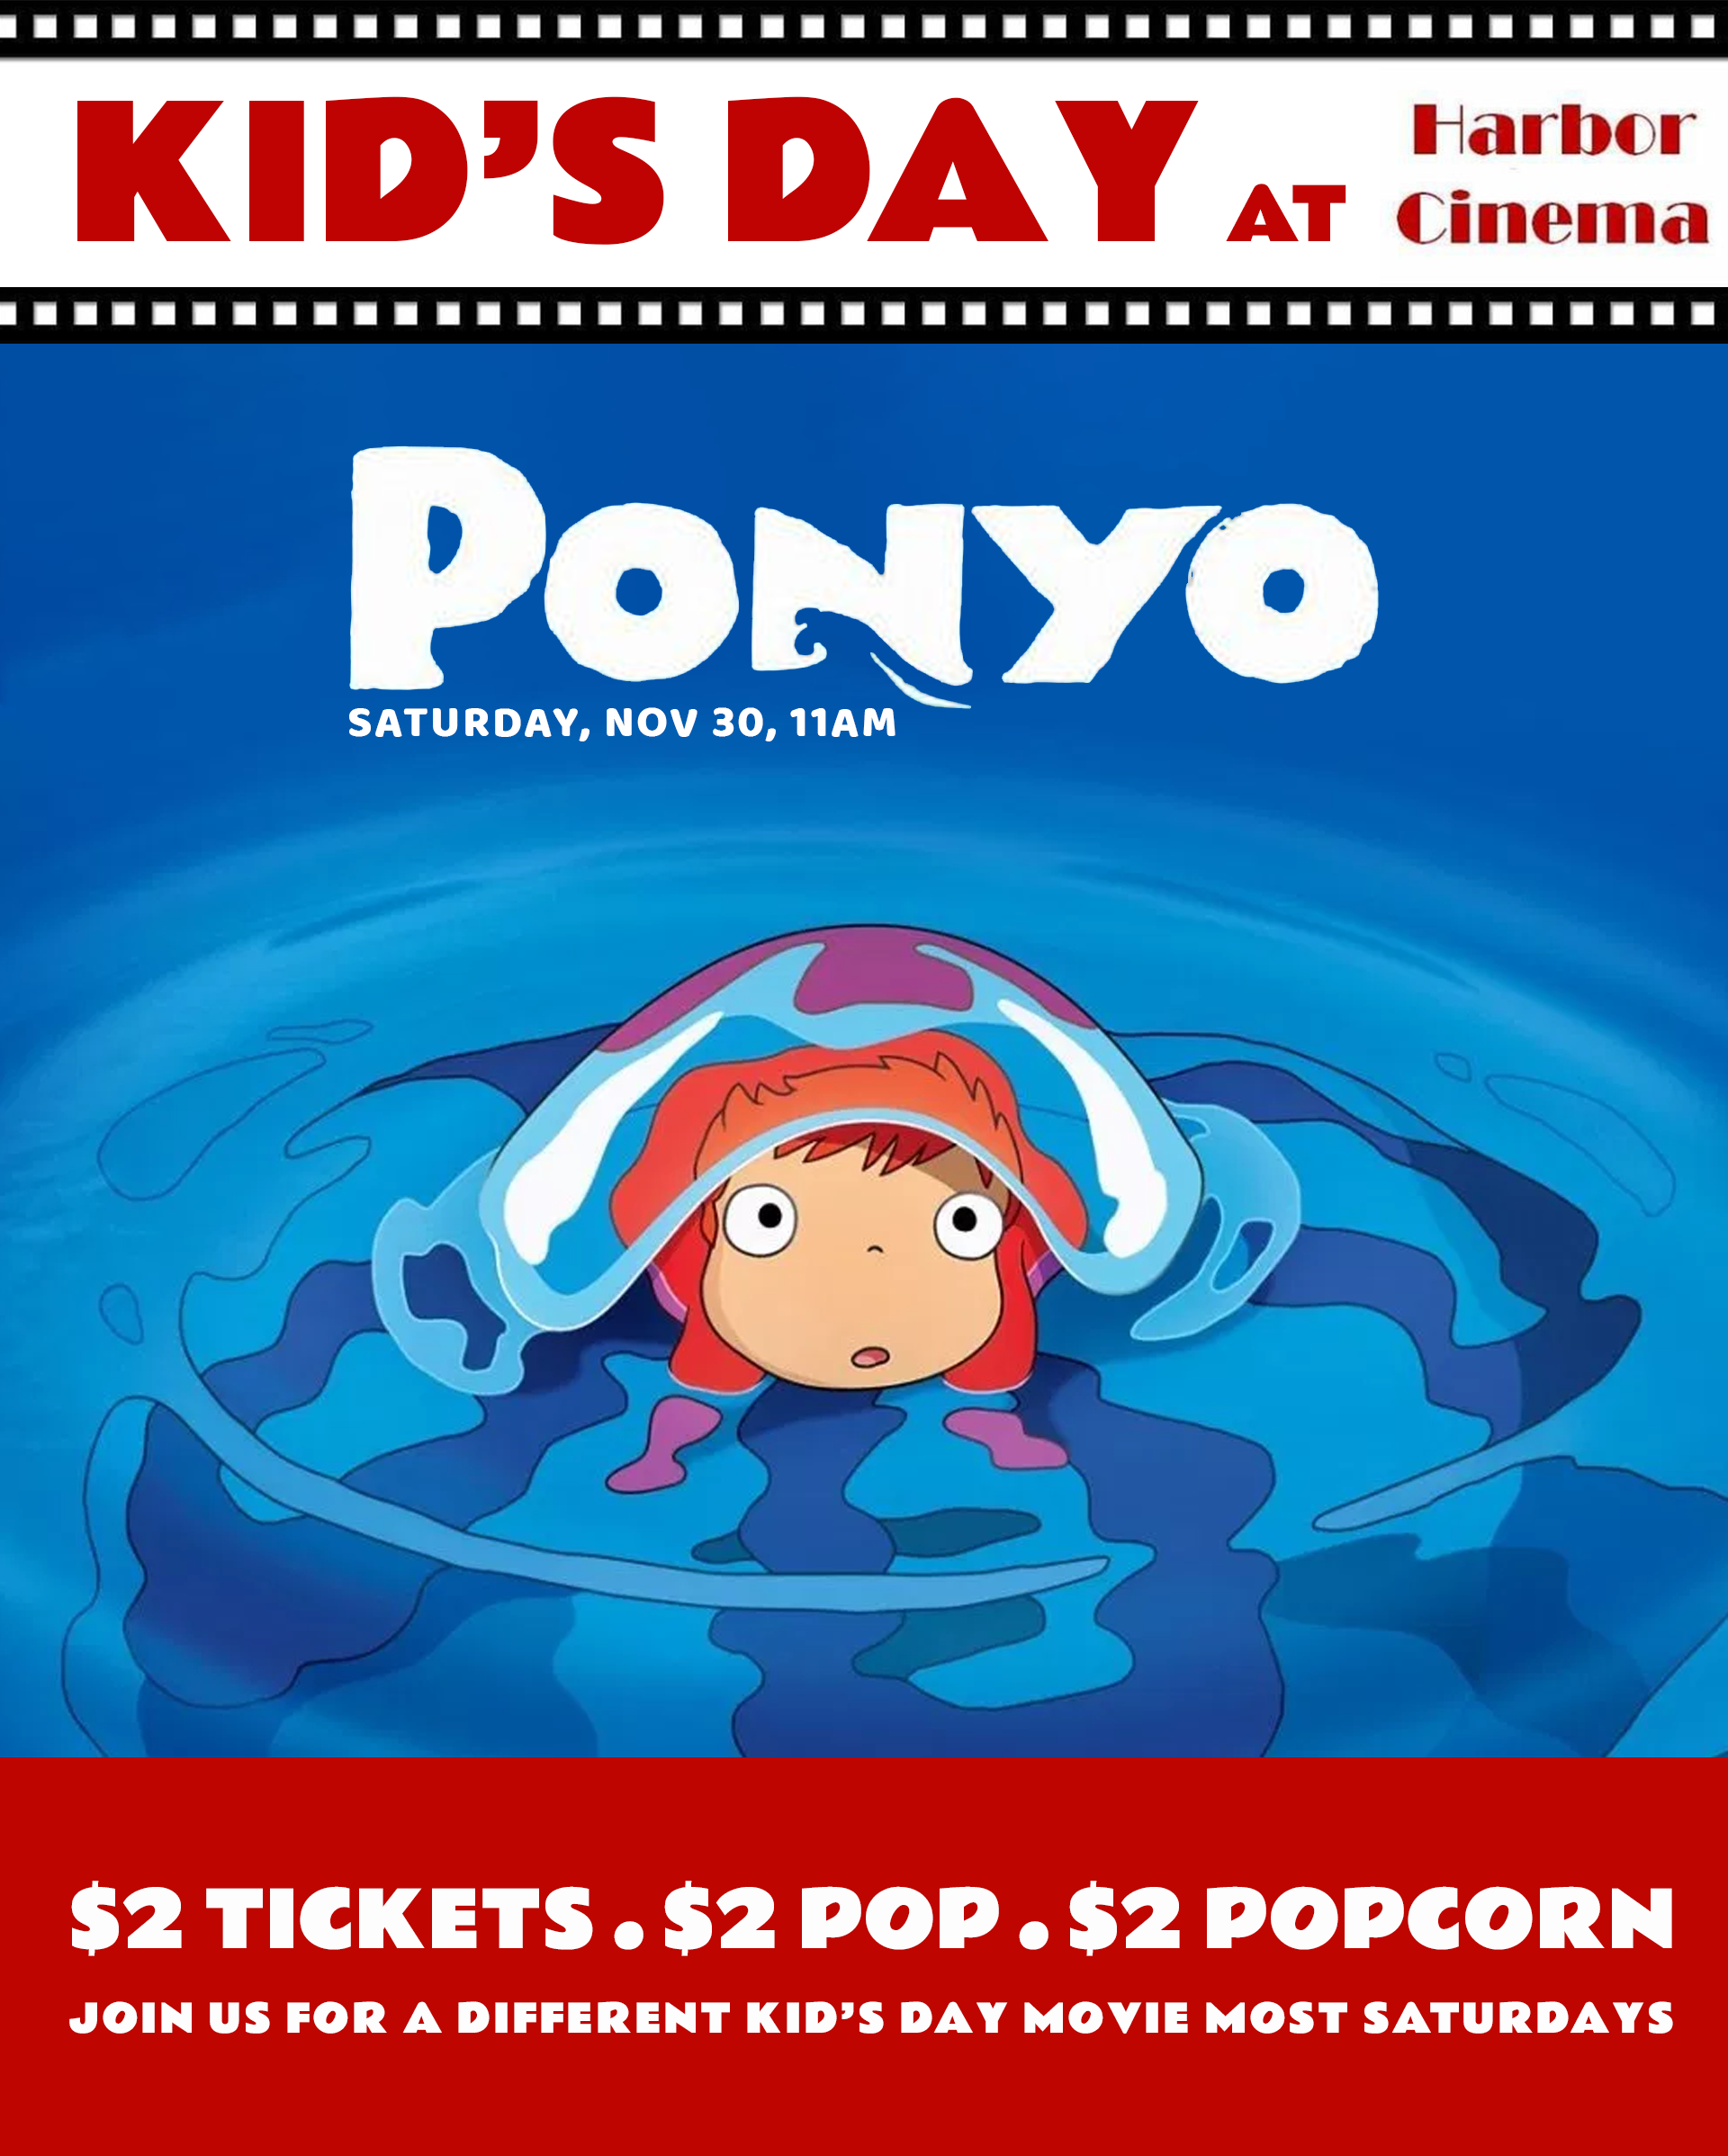 KID'S DAY AT Harbor Cinema
PONYO
SATURDAY, NOV 30, 11AM
$2 TICKETS . $2 POP . $2 POPCORN
JOIN US FOR A DIFFERENT KID'S DAY MOVIE MOST SATURDAYS